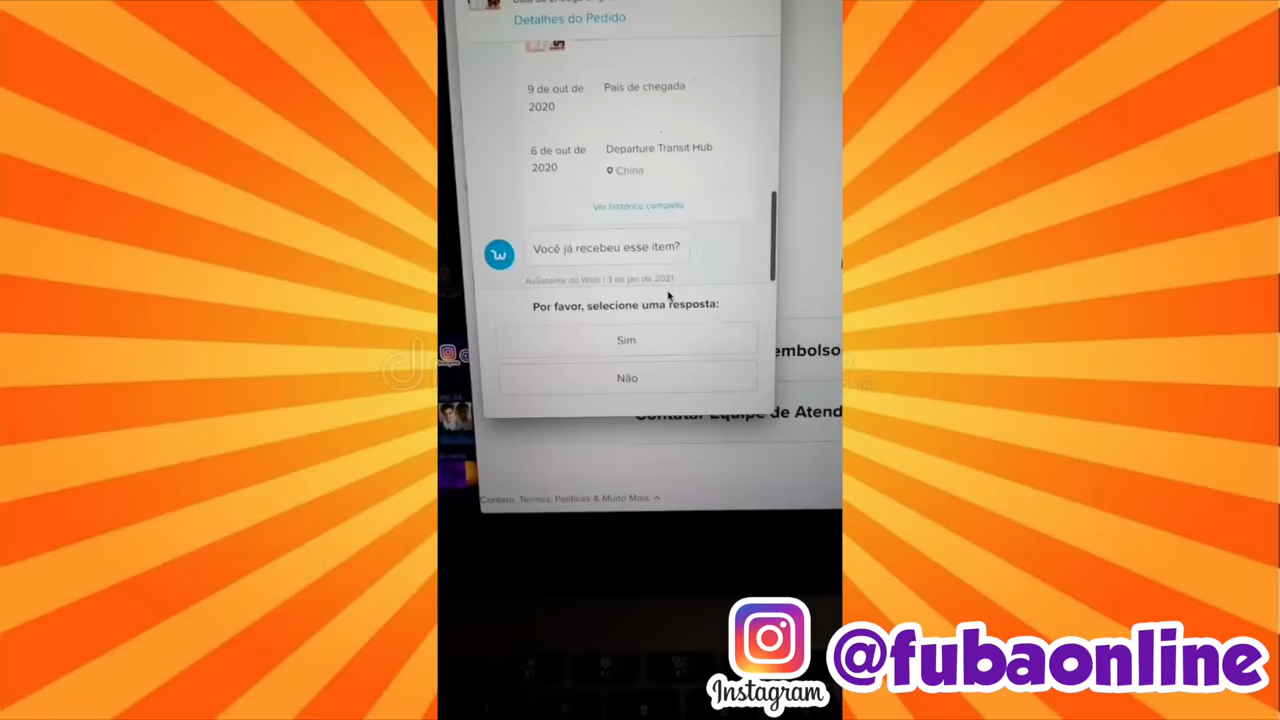 Detalhes do Pedido
9 de out de
2020
País de chegada
6 de out de
2020
Departure Transit Hub
China
Ver histórico completo
Você já recebeu esse item?
Assistente do Wish | 3 de jan de 2021
Por favor, selecione uma resposta:
Sim
Não
embolso
Contatar Equipe de Atend
Contato, Termos, Políticas & Muito Mais
Instagram
@fubaonline